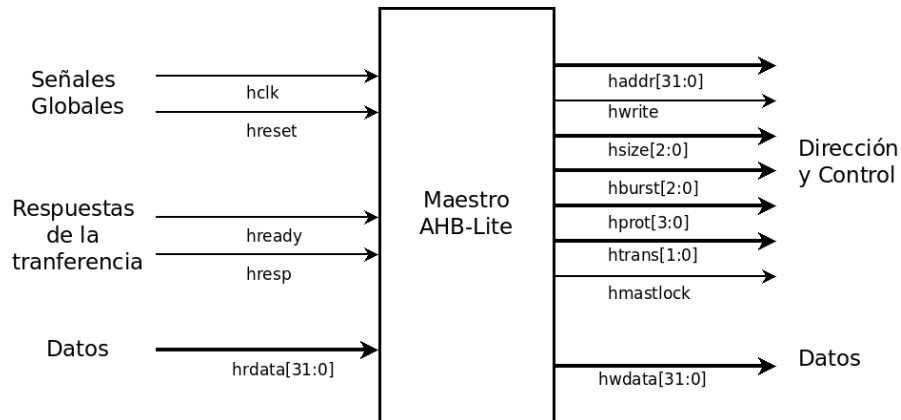 Señales
Globales
hclk
hreset
Respuestas
de la
tranferencia
hready
hresp
Datos
hrdata[31:0]
Maestro
AHB-Lite
haddr[31:0]
hwrite
hsize[2:0]
hburst[2:0]
hprot[3:0]
htrans[1:0]
hmastlock
Dirección
y Control
hwdata[31:0]
Datos